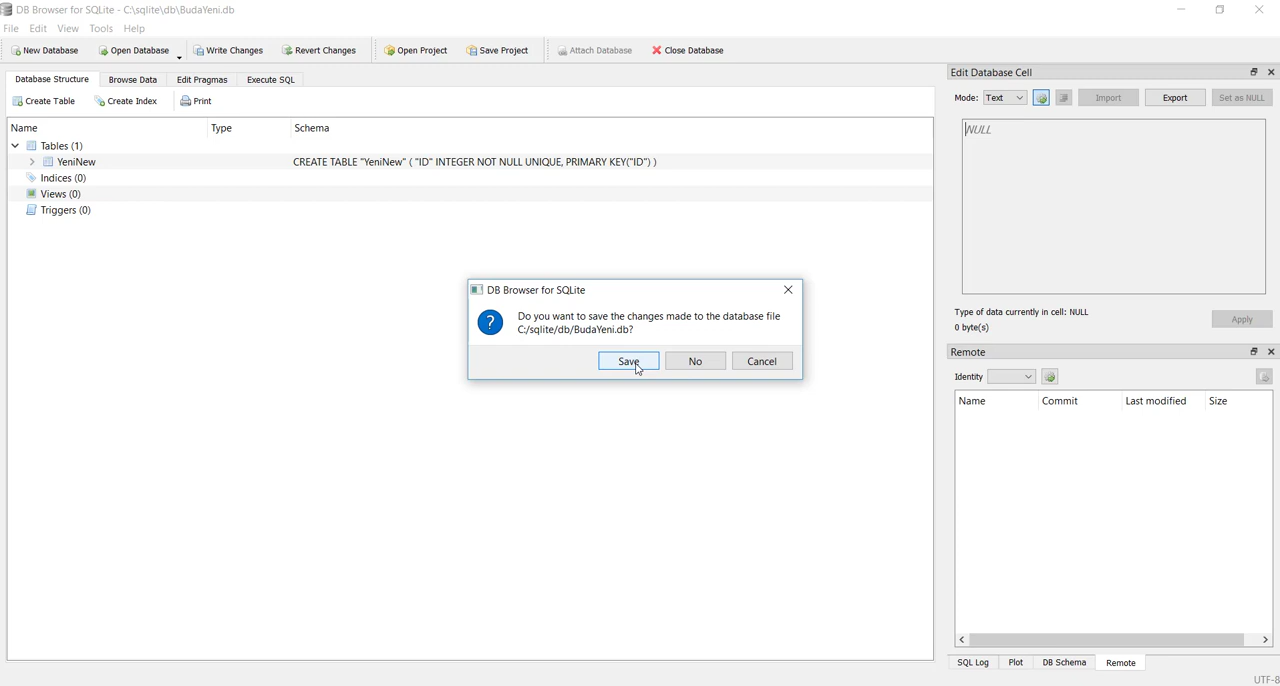 DB Browser for SQLite - C:\sqlite\db\BudaYeni.db
File Edit View Tools Help
New Database Open Database Write Changes Revert Changes Open Project Save Project Attach Database Close Database
Database Structure Browse Data Edit Pragmas Execute SQL
Create Table Create Index Print
Name Type Schema
Tables (1)
YeniNew CREATE TABLE "YeniNew" ( "ID" INTEGER NOT NULL UNIQUE, PRIMARY KEY("ID") )
Indices (0)
Views (0)
Triggers (0)
DB Browser for SQLite
Do you want to save the changes made to the database file
C:/sqlite/db/BudaYeni.db?
Save No Cancel
Edit Database Cell
Mode: Text Import Export Set as NULL
NULL
Type of data currently in cell: NULL
0 byte(s)
Apply
Remote
Identity
Name Commit Last modified Size
SQL Log Plot DB Schema Remote
UTF-8